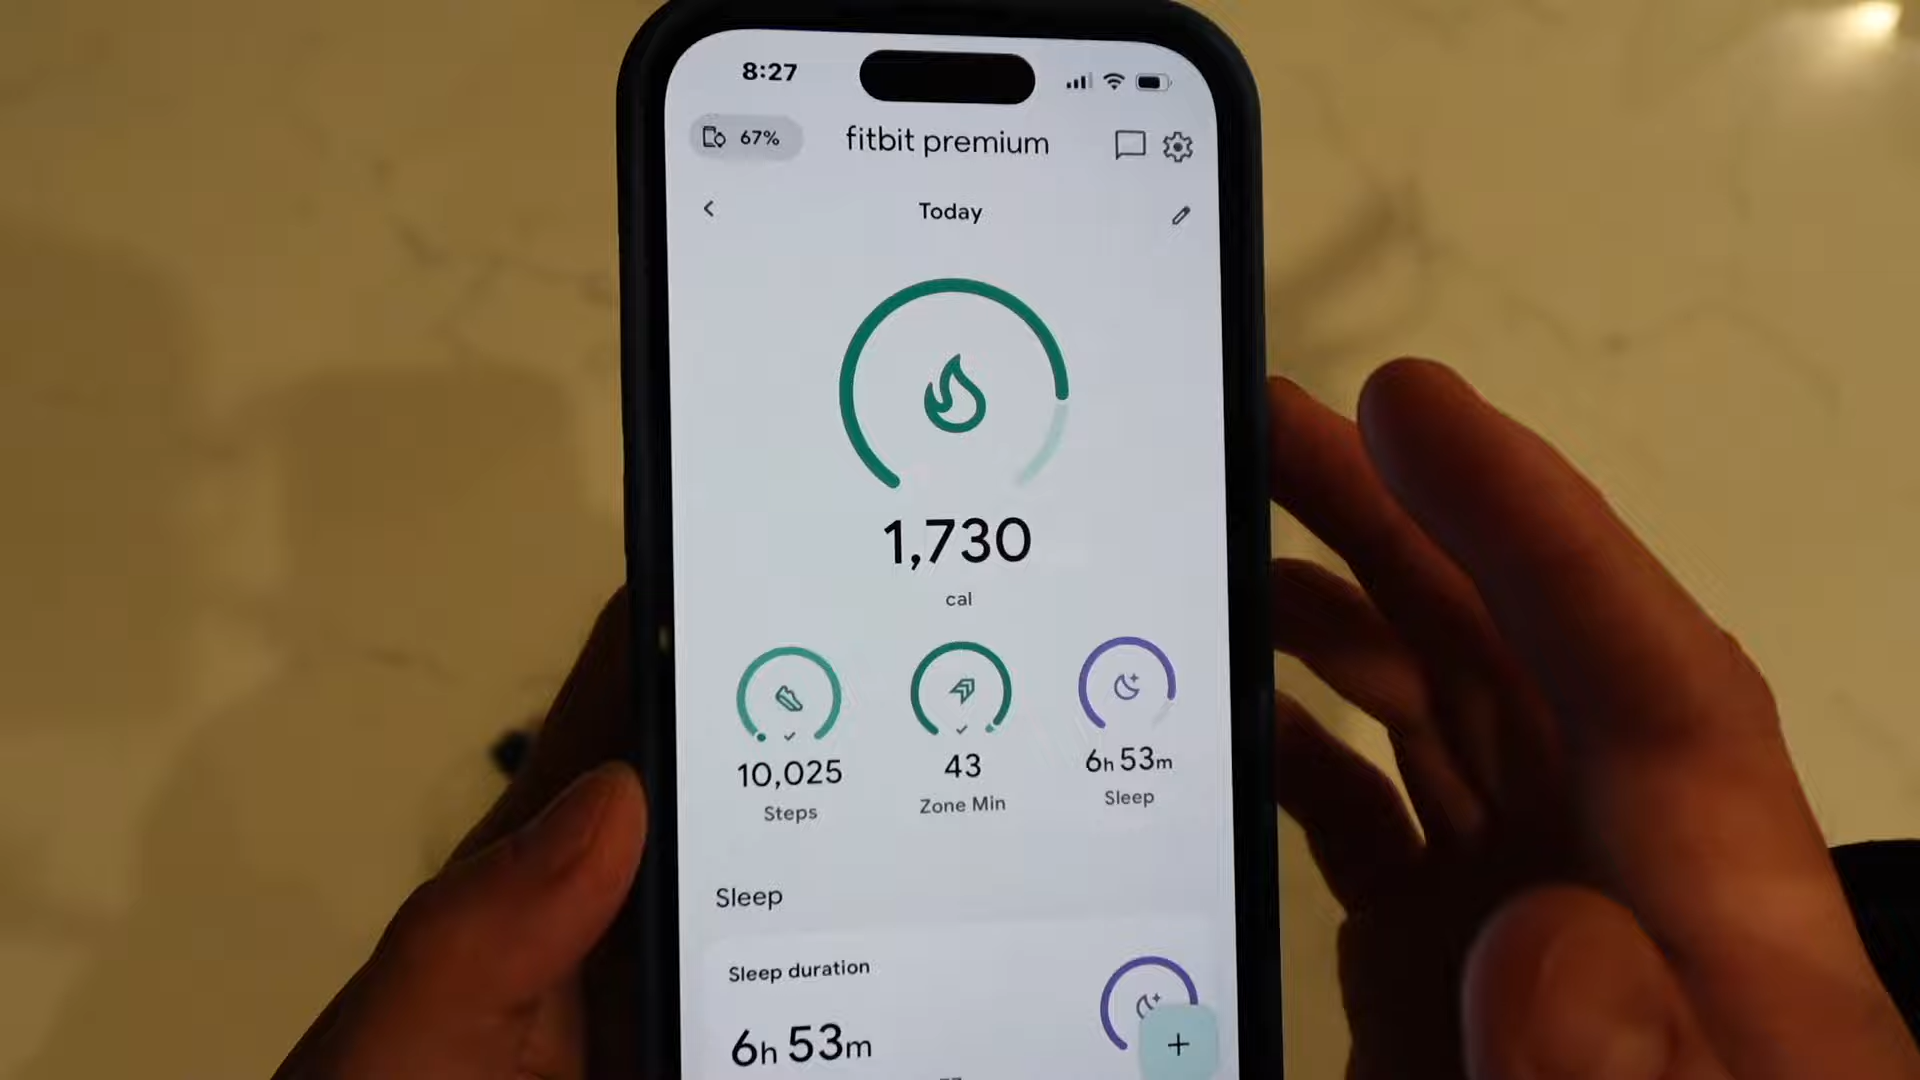 8:27
67%
fitbit premium
Today
1,730
cal
10,025
Steps
43
Zone Min
6h 53m
Sleep
Sleep
Sleep duration
6h 53m
+